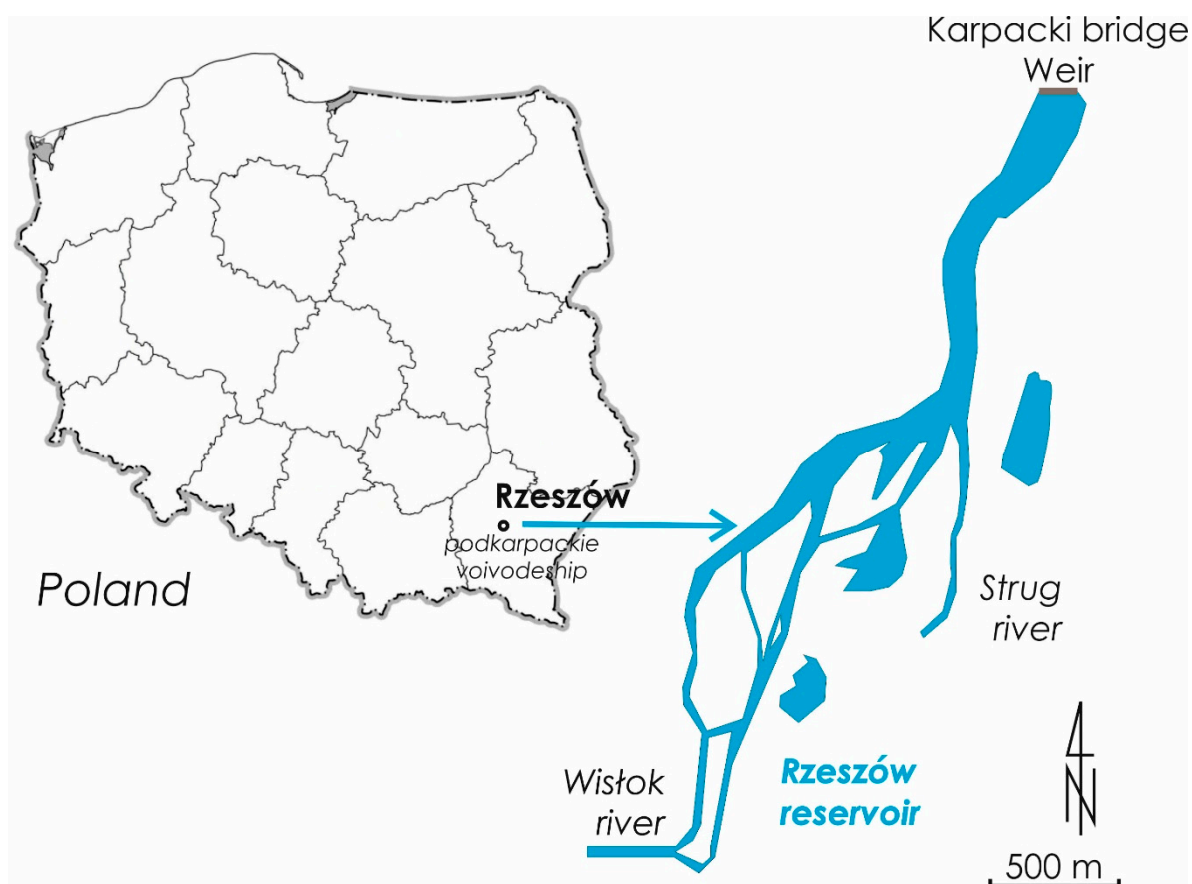 Karpacki bridge
Weir
Rzeszów
podkarpackie
voivodeship
Poland
Strug
river
Rzeszów
reservoir
Wisłok
river
N
500 m